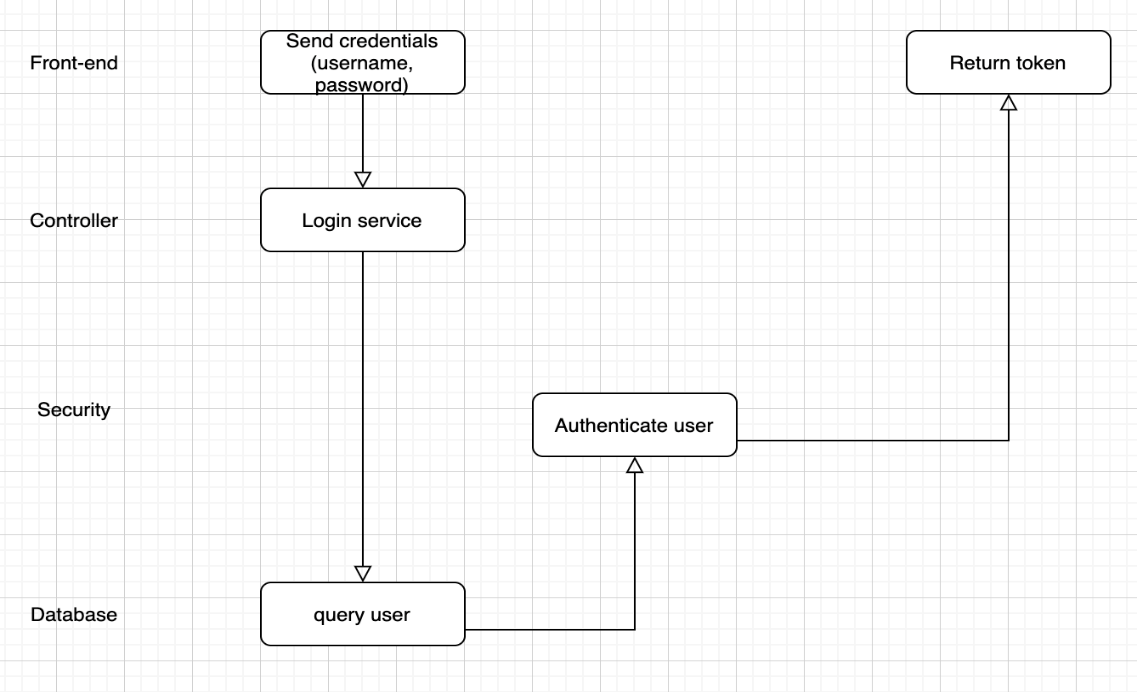 Front-end
Send credentials
(username,
password)
Return token
Controller
Login service
Security
Authenticate user
Database
query user